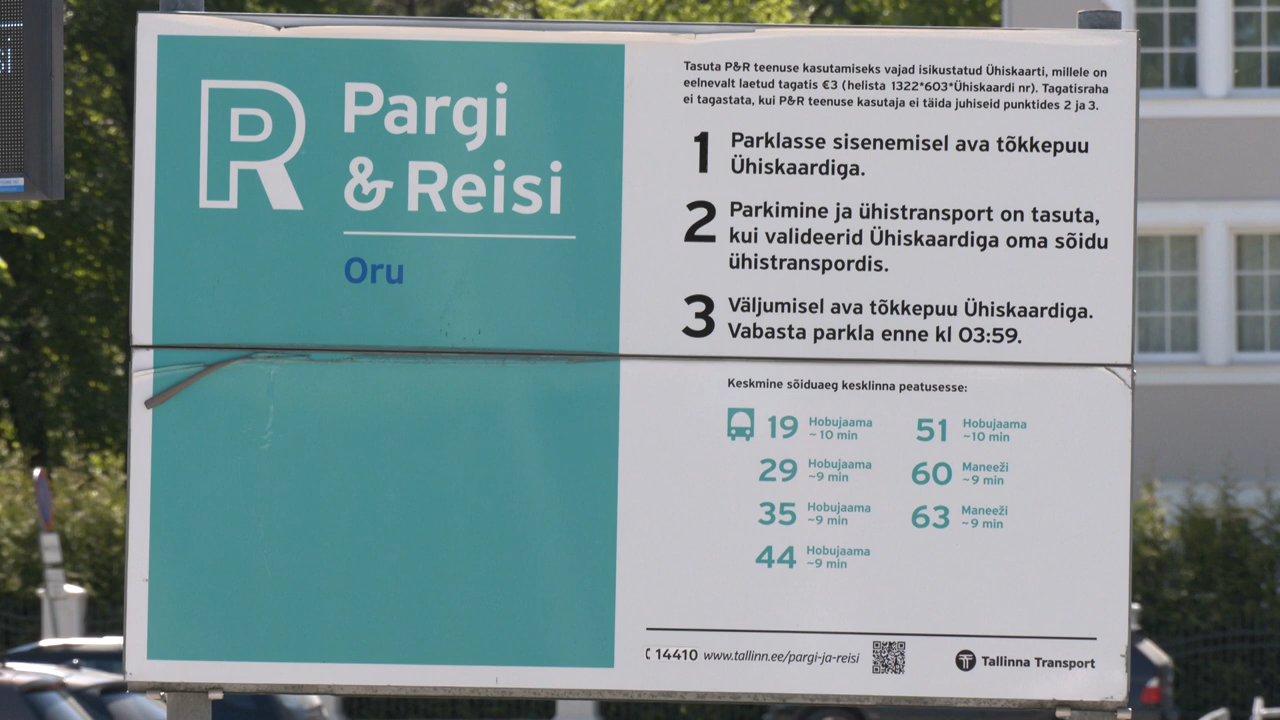 Pargi
& Reisi
Oru
Tasuta P&R teenuse kasutamiseks vajad isikustatud Ühiskaarti, millele on
eelnevalt laetud tagatis €3 (helista 1322*603*Ühiskaardi nr). Tagatisraha
ei tagastata, kui P&R teenuse kasutaja ei täida juhiseid punktides 2 ja 3.
1 Parklasse sisenemisel ava tõkkepuu
Ühiskaardiga.
2 Parkimine ja ühistransport on tasuta,
kui valideerid Ühiskaardiga oma sõidu
ühistranspordis.
3 Väljumisel ava tõkkepuu Ühiskaardiga.
Vabasta parkla enne kl 03:59.
Keskmine sõiduaeg kesklinna peatusesse:
19 Hobujaama
~ 10 min
29 Hobujaama
~9 min
35 Hobujaama
~9 min
44 Hobujaama
~9 min
51 Hobujaama
~10 min
60 Maneeži
~9 min
63 Maneeži
~9 min
14410 www.tallinn.ee/pargi-ja-reisi
Tallinna Transport